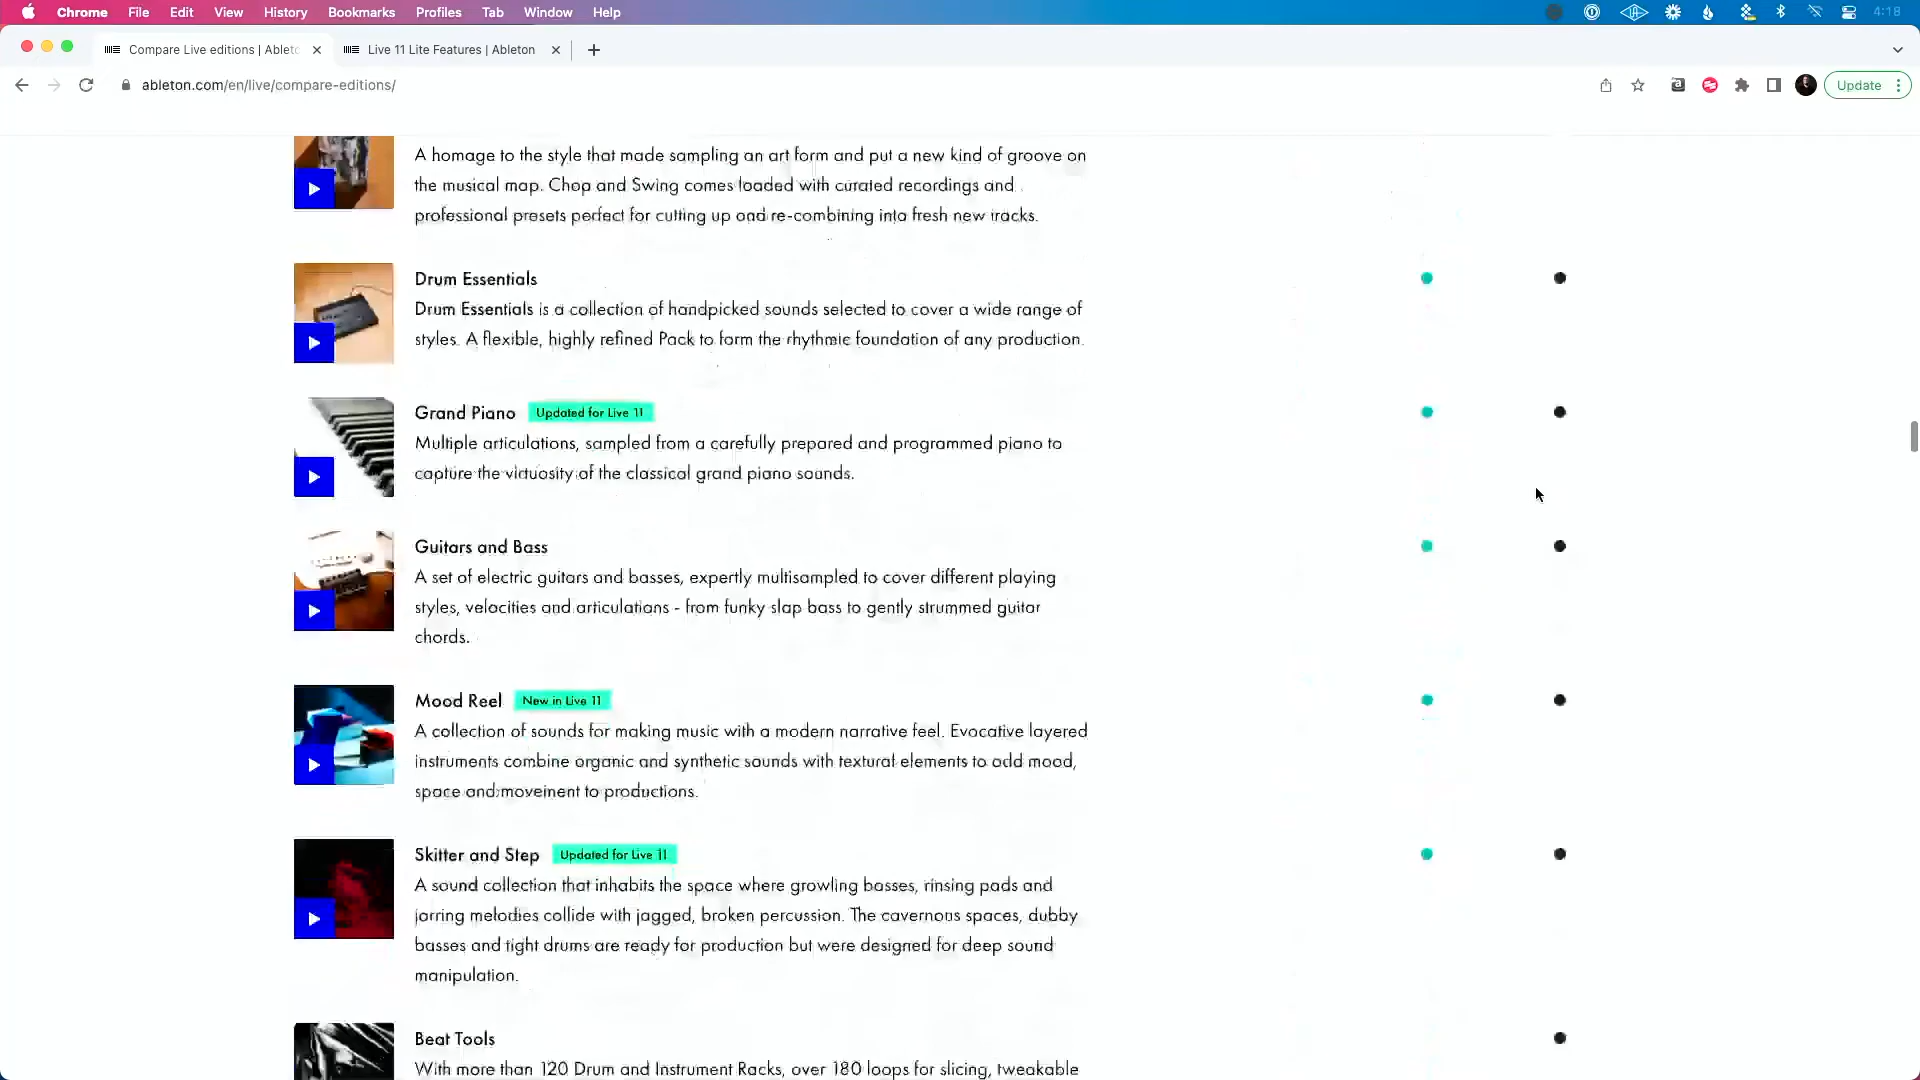 Chrome File Edit View History Bookmarks Profiles Tab Window Help 4:18
Compare Live editions | Ableto
Live 11 Lite Features | Ableton
ableton.com/en/live/compare-editions/
Update
A homage to the style that made sampling an art form and put a new kind of groove on
the musical map. Chop and Swing comes loaded with curated recordings and
professional presets perfect for cutting up and re-combining into fresh new tracks.
Drum Essentials
Drum Essentials is a collection of handpicked sounds selected to cover a wide range of
styles. A flexible, highly refined Pack to form the rhythmic foundation of any production.
Grand Piano Updated for Live 11
Multiple articulations, sampled from a carefully prepared and programmed piano to
capture the virtuosity of the classical grand piano sounds.
Guitars and Bass
A set of electric guitars and basses, expertly multisampled to cover different playing
styles, velocities and articulations - from funky slap bass to gently strummed guitar
chords.
Mood Reel New in Live 11
A collection of sounds for making music with a modern narrative feel. Evocative layered
instruments combine organic and synthetic sounds with textural elements to add mood,
space and movement to productions.
Skitter and Step Updated for Live 11
A sound collection that inhabits the space where growling basses, rinsing pads and
jarring melodies collide with jagged, broken percussion. The cavernous spaces, dubby
basses and tight drums are ready for production but were designed for deep sound
manipulation.
Beat Tools
With more than 120 Drum and Instrument Racks, over 180 loops for slicing, tweakable